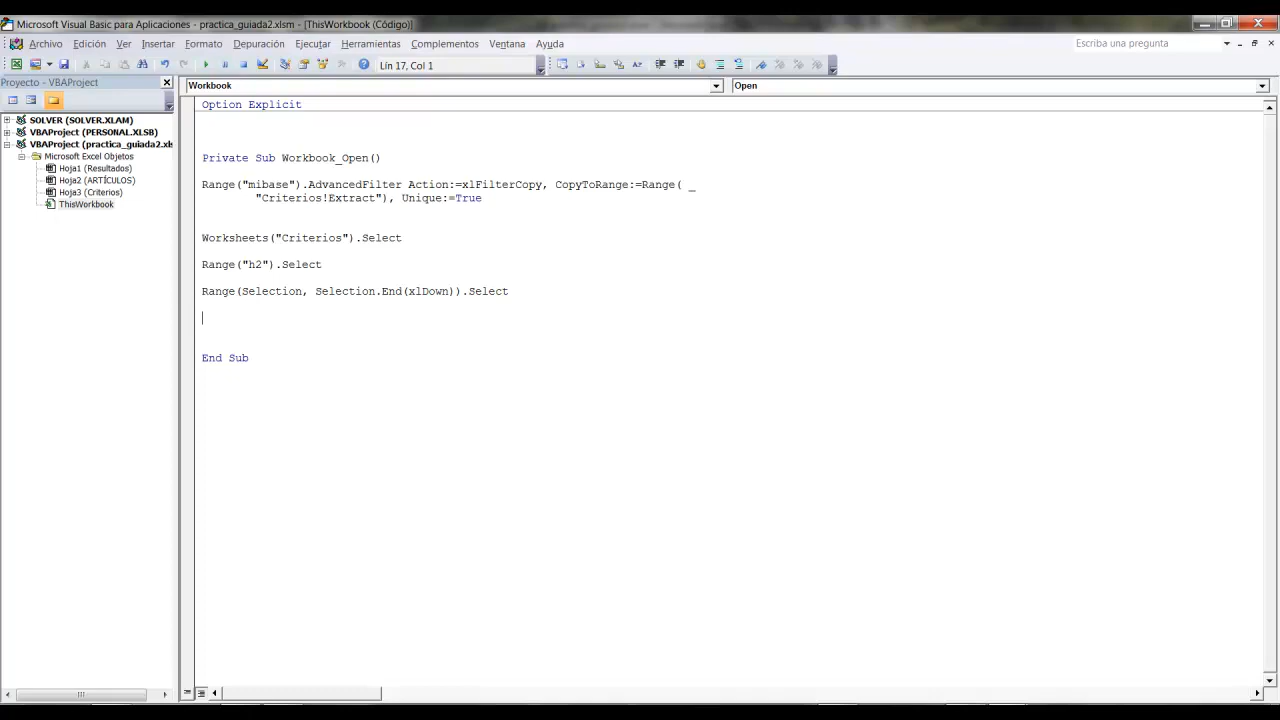 Microsoft Visual Basic para Aplicaciones - practica_guiada2.xlsm - [ThisWorkbook (Código)]
Archivo Edición Ver Insertar Formato Depuración Ejecutar Herramientas Complementos Ventana Ayuda Escriba una pregunta
Lín 17, Col 1
Proyecto - VBAProject
Workbook Open
SOLVER (SOLVER.XLAM)
VBAProject (PERSONAL.XLSB)
VBAProject (practica_guiada2.xls
Microsoft Excel Objetos
Hoja1 (Resultados)
Hoja2 (ARTÍCULOS)
Hoja3 (Criterios)
ThisWorkbook
Option Explicit
Private Sub Workbook_Open()
Range("mibase").AdvancedFilter Action:=xlFilterCopy, CopyToRange:=Range( _
"Criterios!Extract"), Unique:=True
Worksheets("Criterios").Select
Range("h2").Select
Range(Selection, Selection.End(xlDown)).Select
End Sub